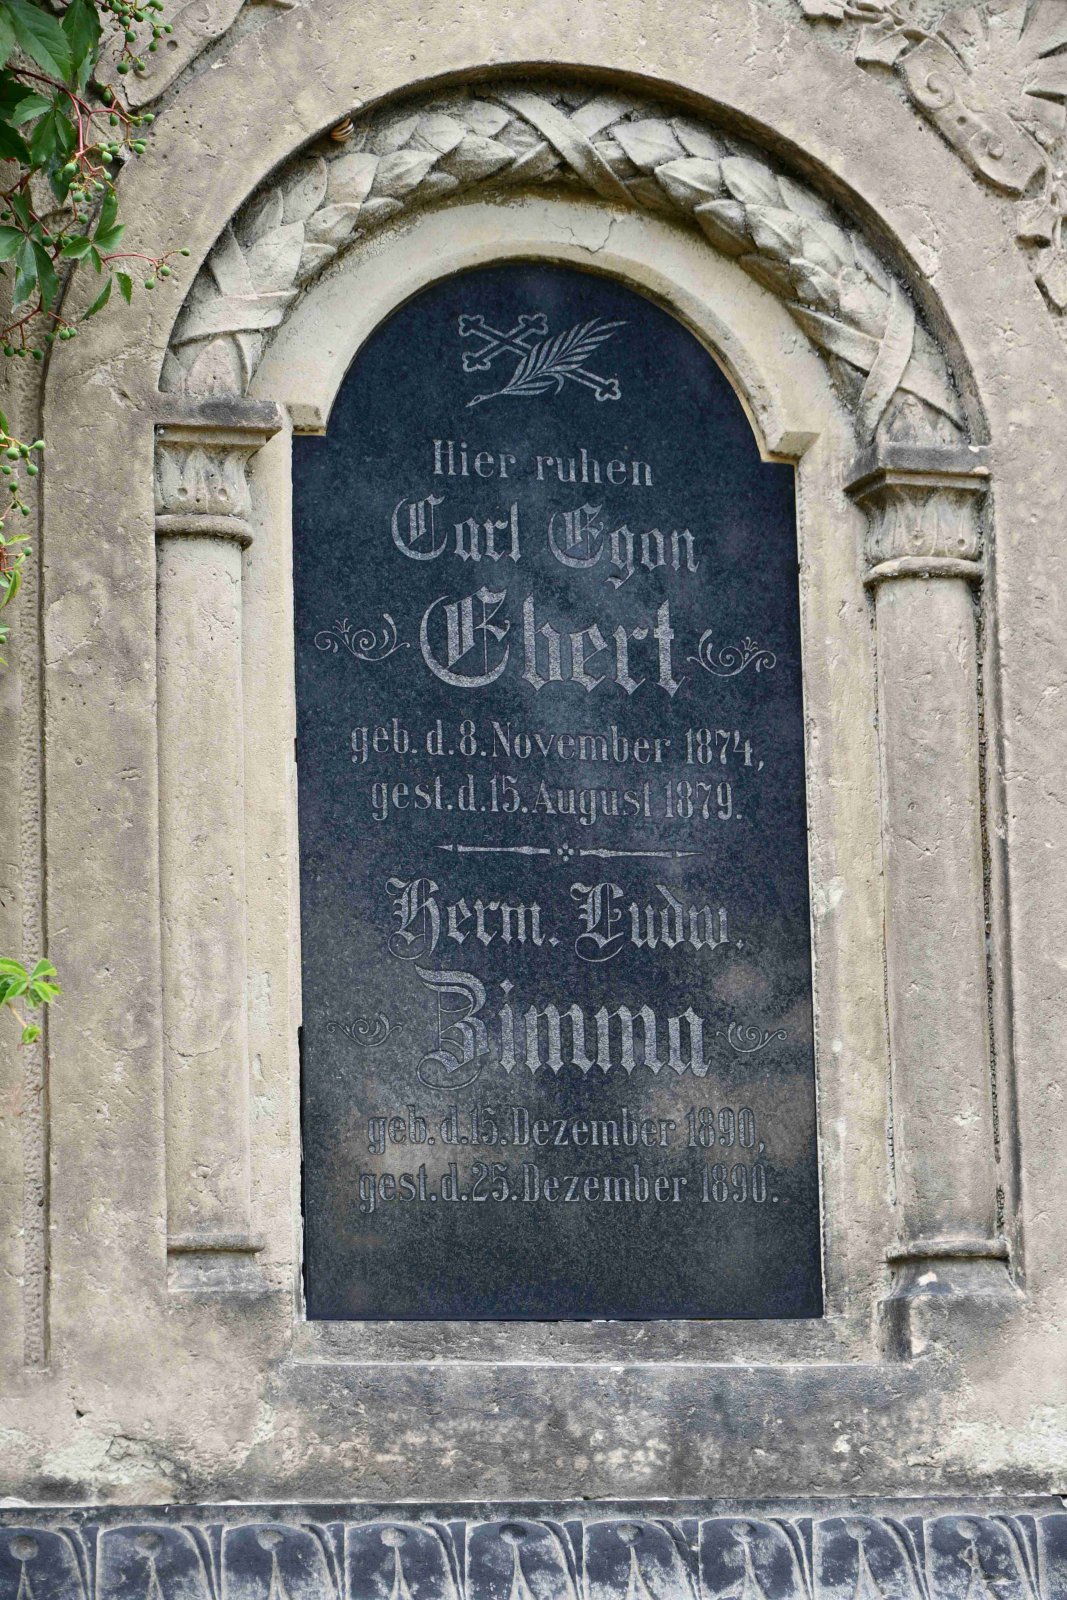 Hier ruhen
Carl Egon
Ebert
geb. d. 8. November 1874,
gest. d. 15. August 1879.
Herm. Ludw.
Zimma
geb. d. 15. Dezember 1890,
gest. d. 25. Dezember 1890.